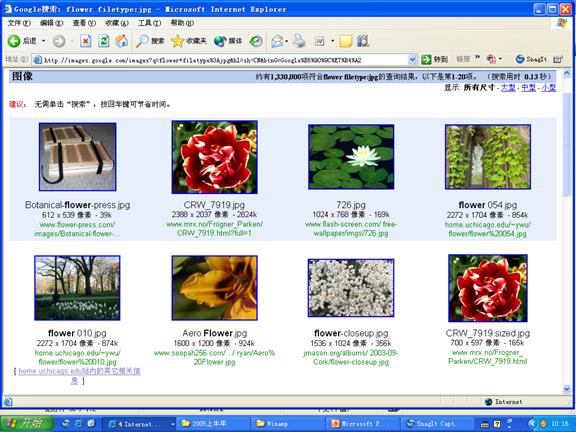 Google搜索: flower filetype:jpg - Microsoft Internet Explorer
文件(F) 编辑(E) 查看(V) 收藏(A) 工具(T) 帮助(H)
后退 搜索 收藏夹 媒体
地址(D) http://images.google.com/images?q=flower+filetype%3Ajpg&hl=zh-CN&btnG=Google%E6%90%9C%E7%B4%A2 转到 链接 SnagIt
图像 约有1,330,000项符合flower filetype:jpg的查询结果，以下是第1-20项。 （搜索用时 0.13 秒）
显示: 所有尺寸 - 大型 - 中型 - 小型
建议： 无需单击“搜索”，按回车键可节省时间。
Botanical-flower-press.jpg CRW_7919.jpg 726.jpg flower 054.jpg
612 x 539 像素 - 39k 2388 x 2037 像素 - 2824k 1024 x 768 像素 - 169k 2272 x 1704 像素 - 854k
www.flower-press.com/ www.mrx.no/Frogner_Parken/ www.flash-screen.com/ free- home.uchicago.edu/~ywu/
images/Botanical-flower-... CRW_7919.html?full=1 wallpaper/imgs/726.jpg flower/flower%20054.jpg
flower 010.jpg Aero Flower.jpg flower-closeup.jpg CRW_7919.sized.jpg
2272 x 1704 像素 - 874k 1600 x 1200 像素 - 924k 1536 x 1024 像素 - 356k 700 x 597 像素 - 165k
home.uchicago.edu/~ywu/ www.soopah256.com/.../ ryan/Aero% jmason.org/albums/ 2003-09- www.mrx.no/Frogner_
flower/flower%20010.jpg 20Flower.jpg Cork/flower-closeup.jpg Parken/CRW_7919.html
[ home.uchicago.edu站内的其它相关信
息 ]
Internet
开始 4 Internet... 2005上半年 Winamp Microsoft P... SnagIt Capt... 10:16